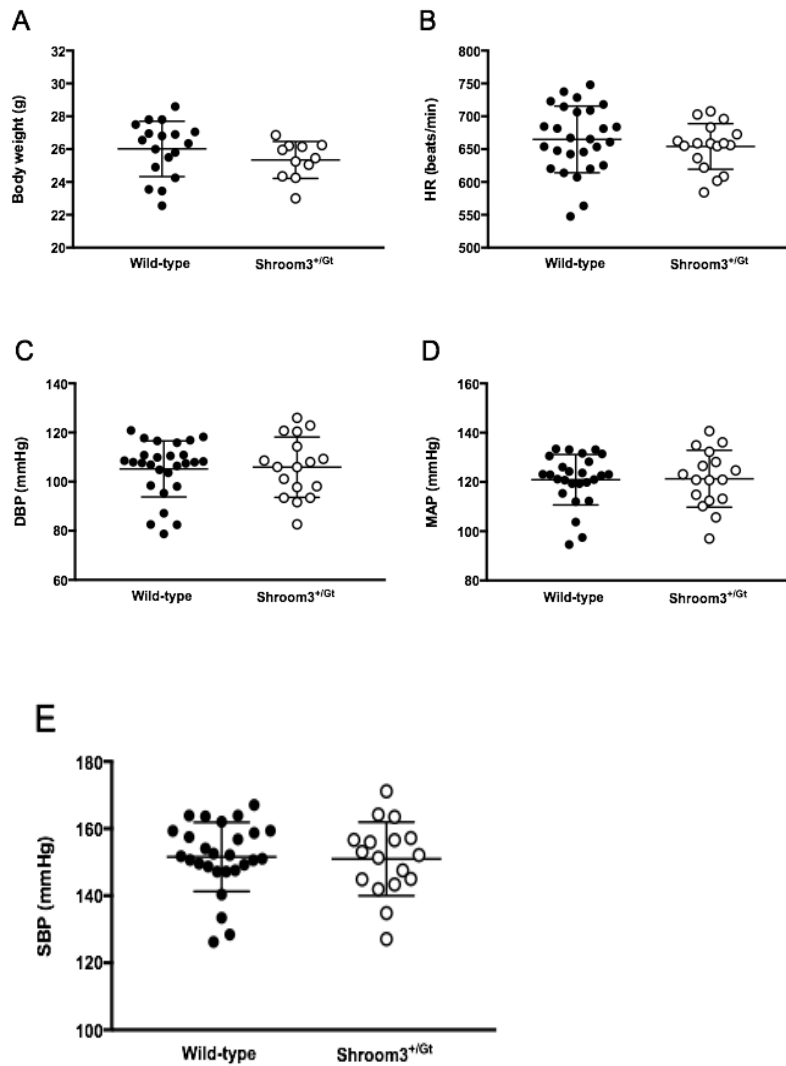 A
Body weight (g)
32
30
28
26
24
22
20
Wild-type
Shroom3+/Gt
B
HR (beats/min)
800
750
700
650
600
550
500
Wild-type
Shroom3+/Gt
C
DBP (mmHg)
140
120
100
80
60
Wild-type
Shroom3+/Gt
D
MAP (mmHg)
160
140
120
100
80
Wild-type
Shroom3+/Gt
E
SBP (mmHg)
180
160
140
120
100
Wild-type
Shroom3+/Gt